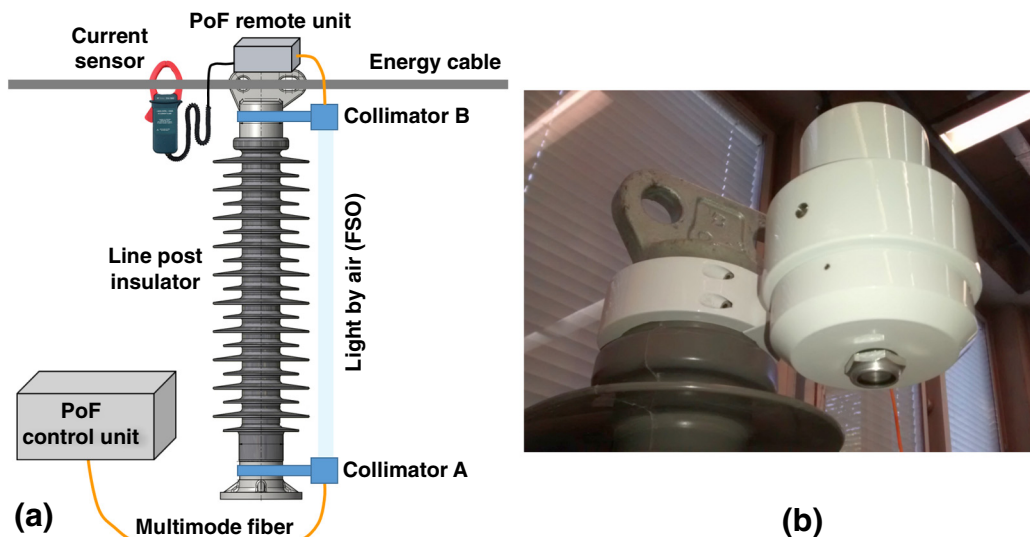 PoF remote unit
Current
sensor
Energy cable
Collimator B
Line post
insulator
Light by air (FSO)
PoF
control unit
Collimator A
Multimode fiber
(a)
(b)